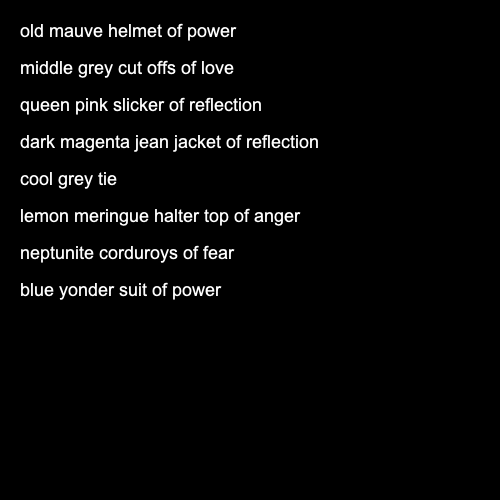 old mauve helmet of power
middle grey cut offs of love
queen pink slicker of reflection
dark magenta jean jacket of reflection
cool grey tie
lemon meringue halter top of anger
neptunite corduroys of fear
blue yonder suit of power